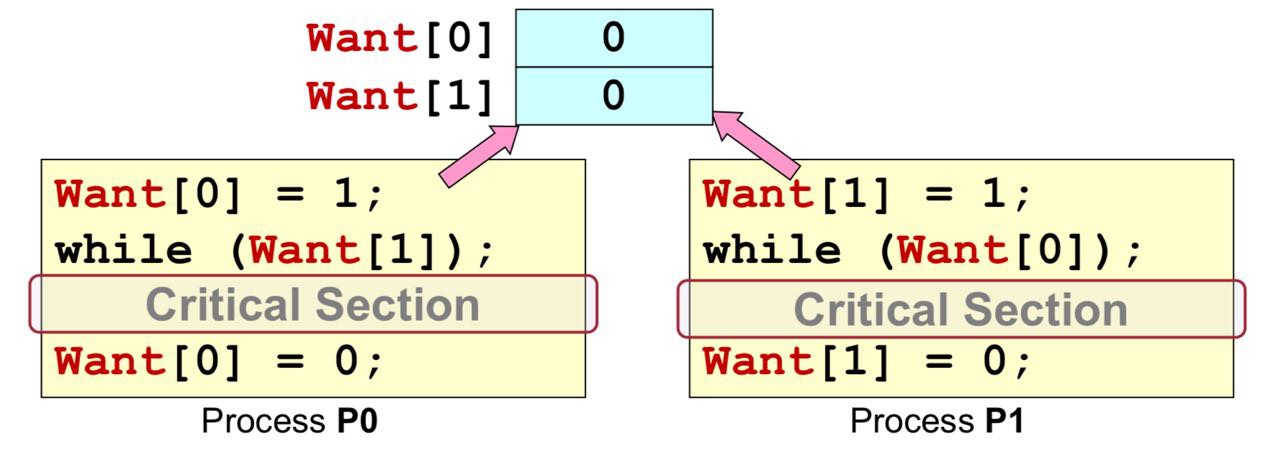 Want[0] 0
Want[1] 0
Want[0] = 1;
while (Want[1]);
Critical Section
Want[0] = 0;
Process P0
Want[1] = 1;
while (Want[0]);
Critical Section
Want[1] = 0;
Process P1